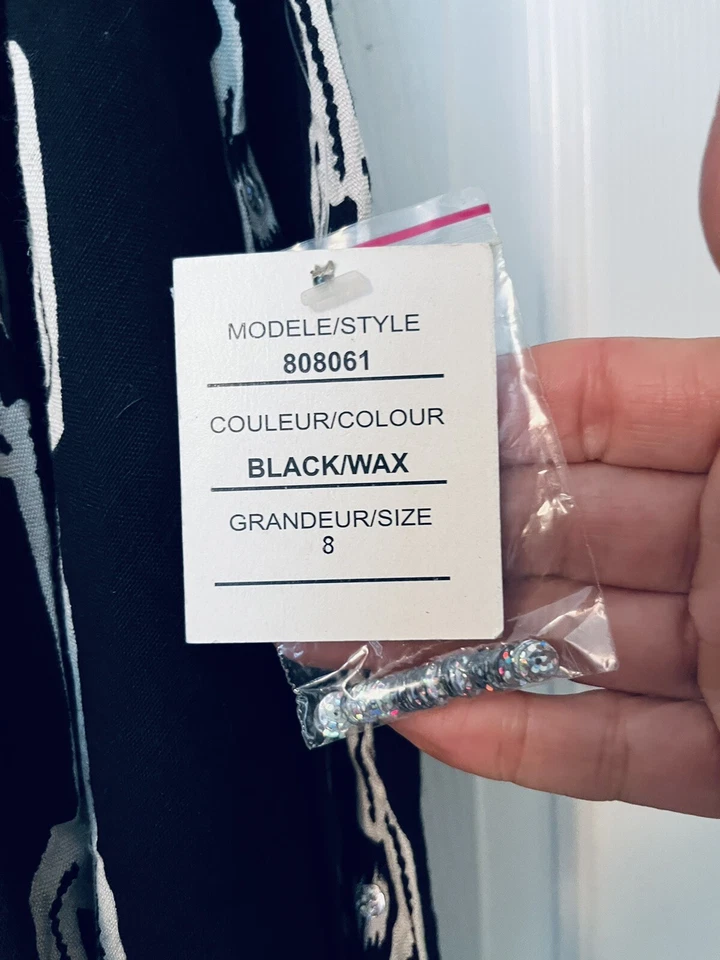 MODELE/STYLE
808061
COULEUR/COLOUR
BLACK/WAX
GRANDEUR/SIZE
8